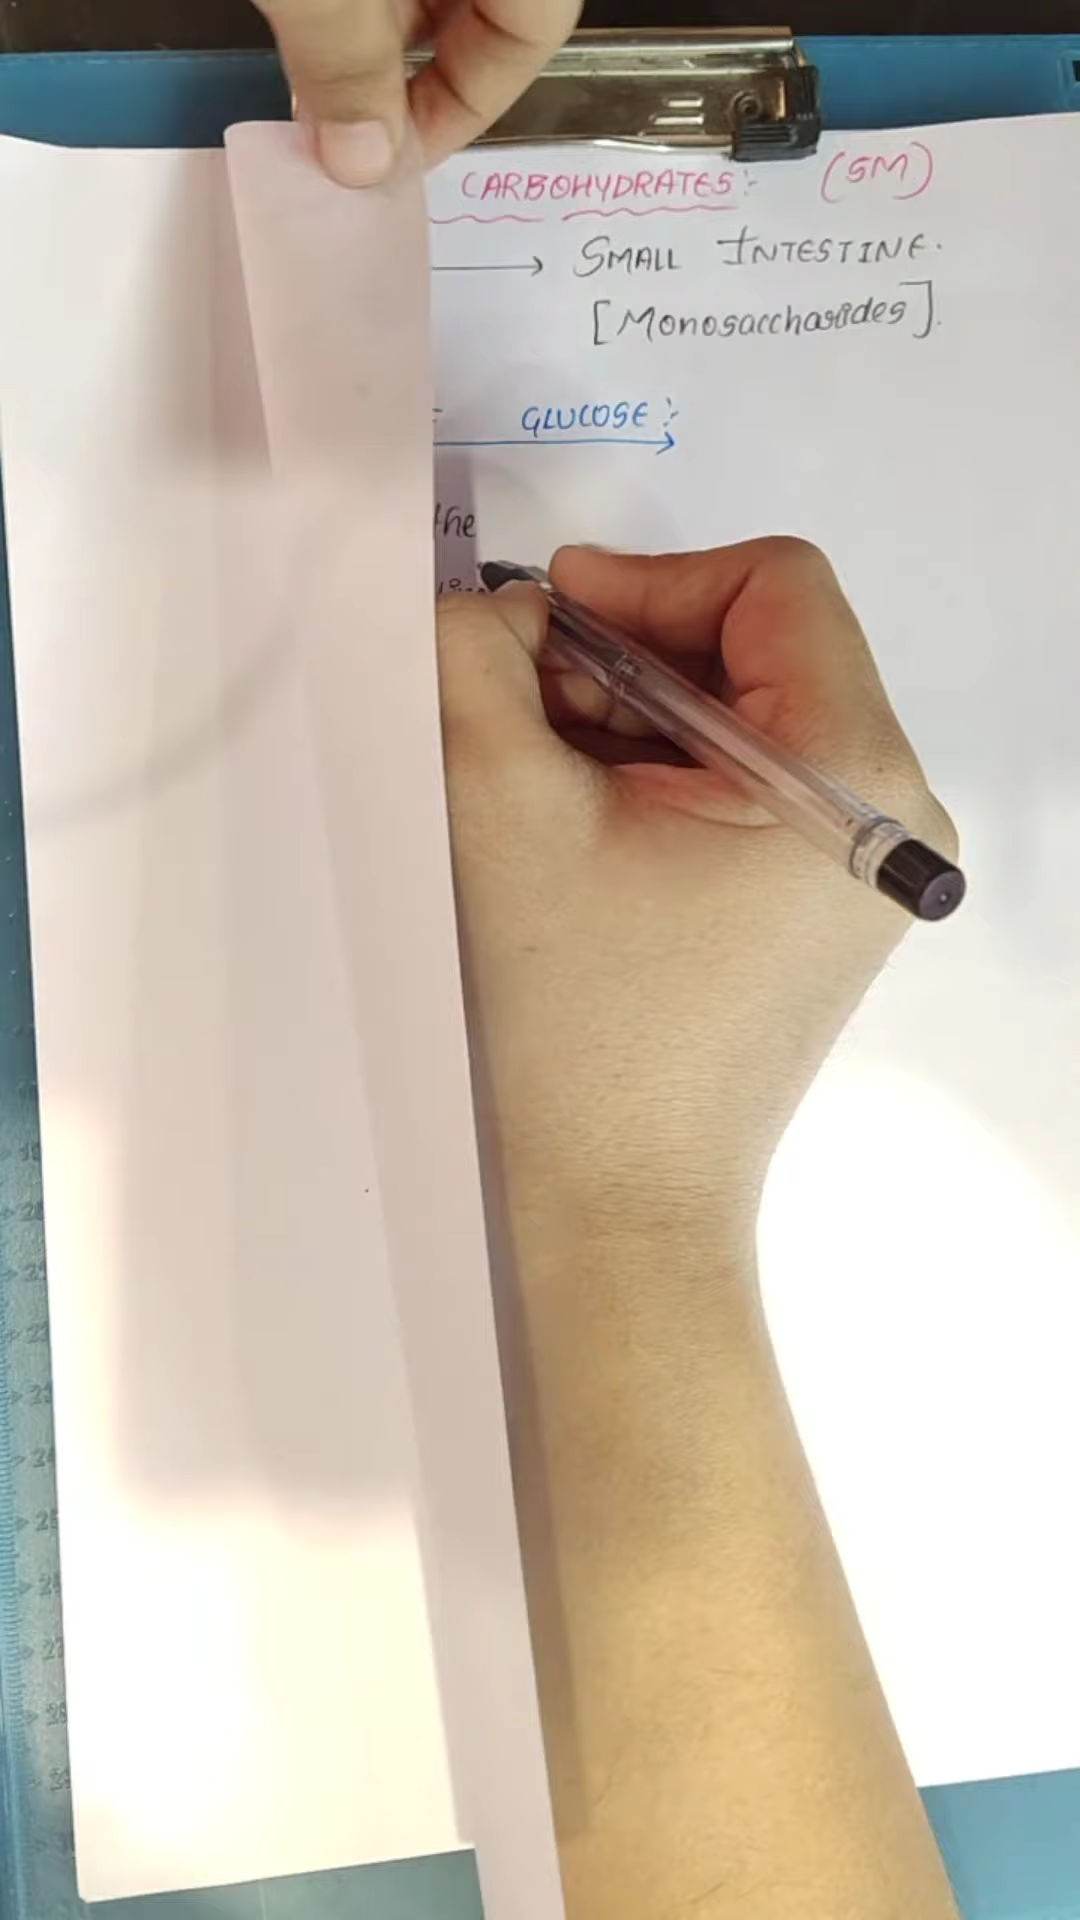 CARBOHYDRATES:- (5M)
→ SMALL INTESTINE.
[Monosaccharides].
GLUCOSE:-
the